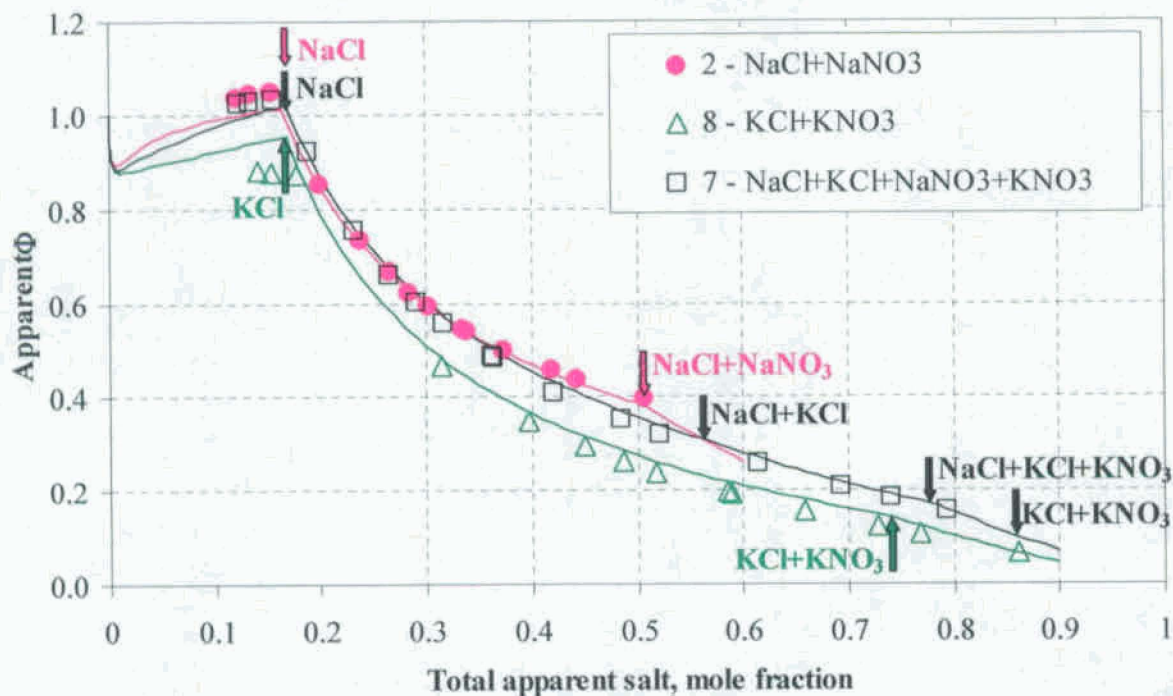 1.2
1.0
0.8
0.6
0.4
0.2
0.0
ApparentΦ
NaCl
NaCl
KCl
2 - NaCl+NaNO3
8 - KCl+KNO3
7 - NaCl+KCl+NaNO3+KNO3
NaCl+NaNO₃
NaCl+KCl
NaCl+KCl+KNO₃
KCl+KNO₃
KCl+KNO₃
0 0.1 0.2 0.3 0.4 0.5 0.6 0.7 0.8 0.9 1
Total apparent salt, mole fraction